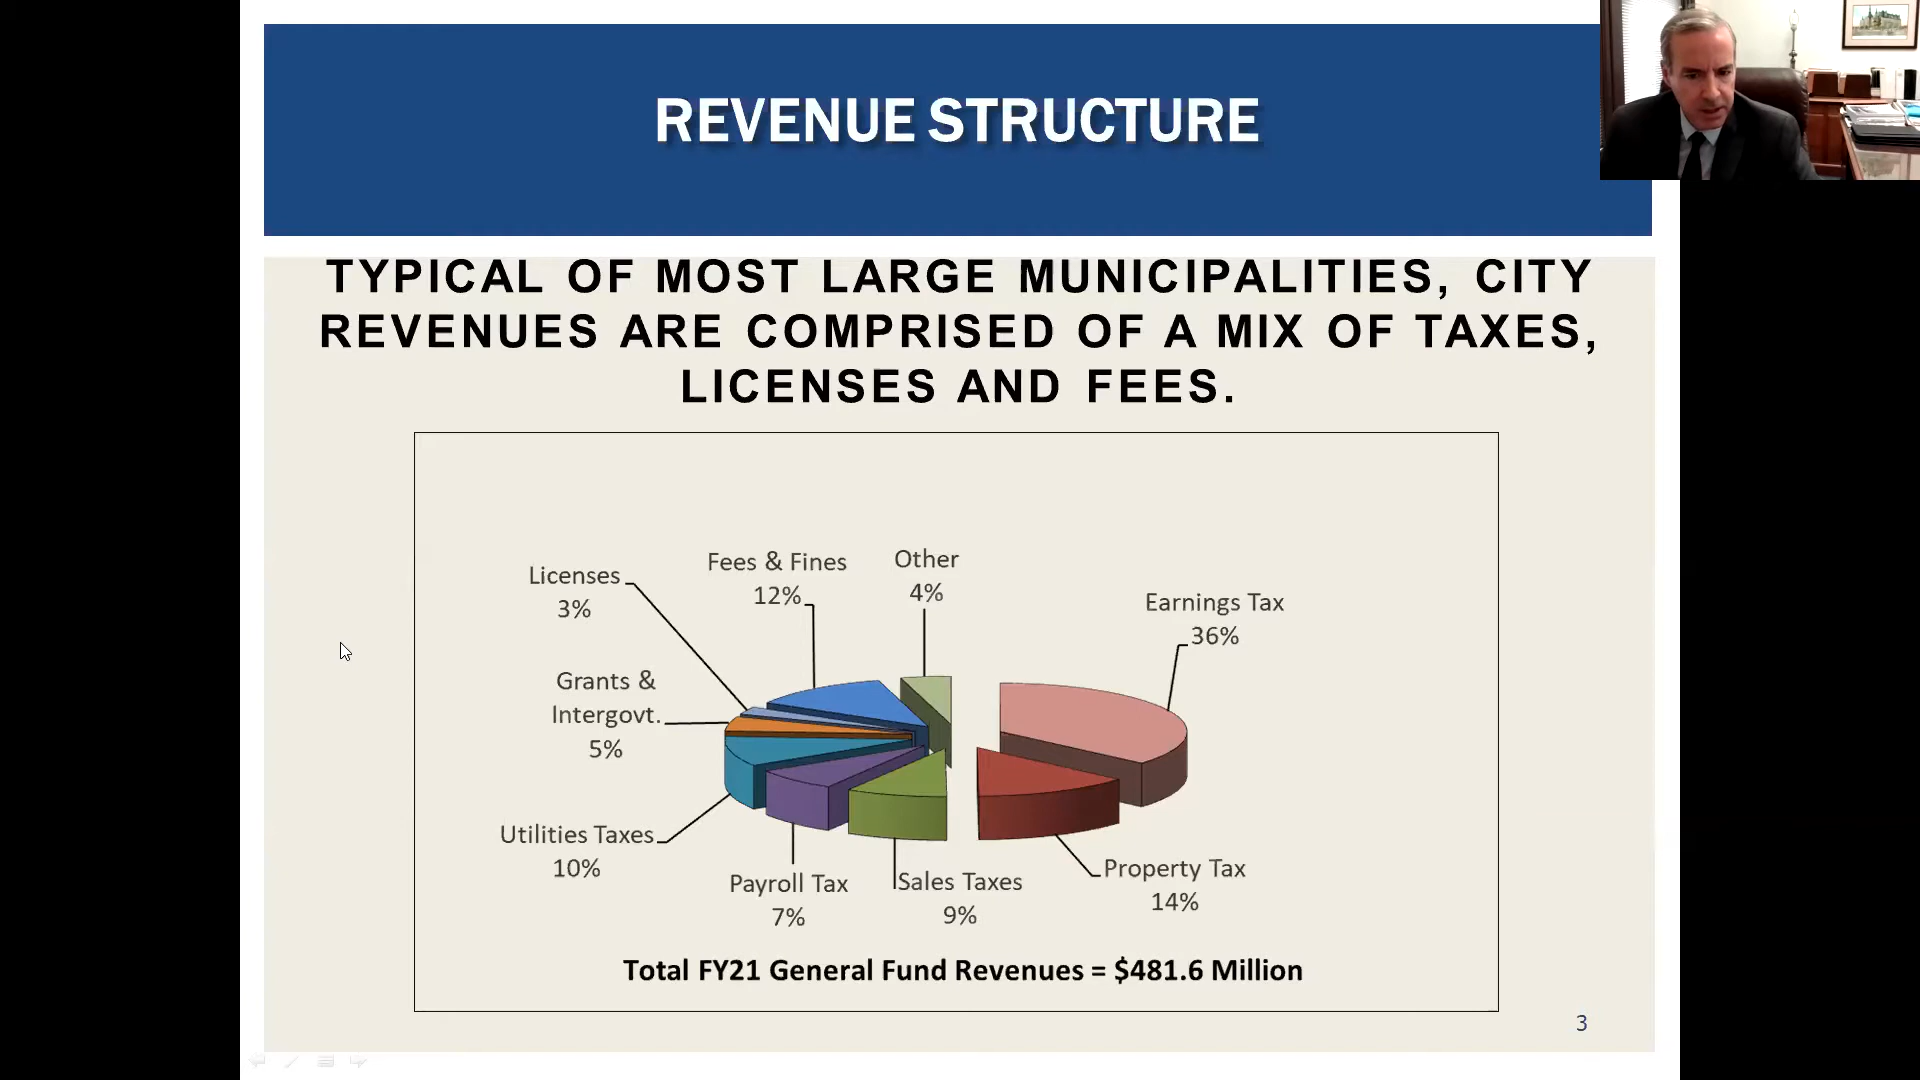 REVENUE STRUCTURE
TYPICAL OF MOST LARGE MUNICIPALITIES, CITY
REVENUES ARE COMPRISED OF A MIX OF TAXES,
LICENSES AND FEES.
Licenses
3%
Fees & Fines
12%
Other
4%
Earnings Tax
36%
Grants &
Intergovt.
5%
Utilities Taxes
10%
Payroll Tax
7%
Sales Taxes
9%
Property Tax
14%
Total FY21 General Fund Revenues = $481.6 Million
3